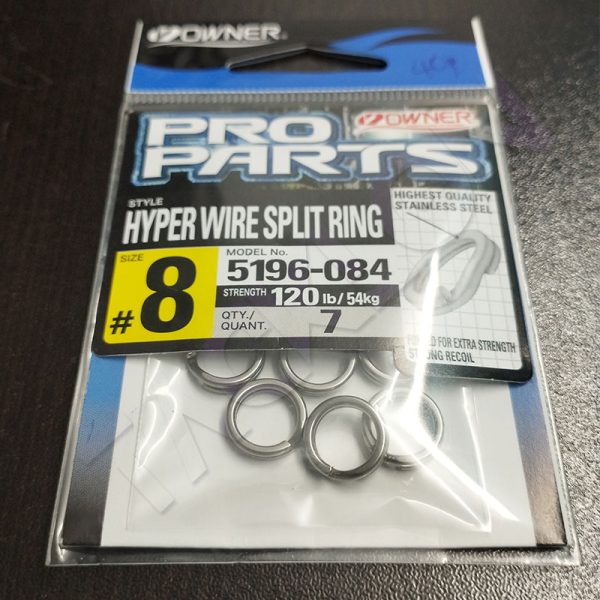 OWNER
PRO
PARTS
OWNER
STYLE
HYPER WIRE SPLIT RING
HIGHEST QUALITY
STAINLESS STEEL
SIZE
#8
MODEL No.
5196-084
STRENGTH 120 lb/54kg
QTY./
QUANT.
7
FOR EXTRA STRENGTH
STRONG RECOIL